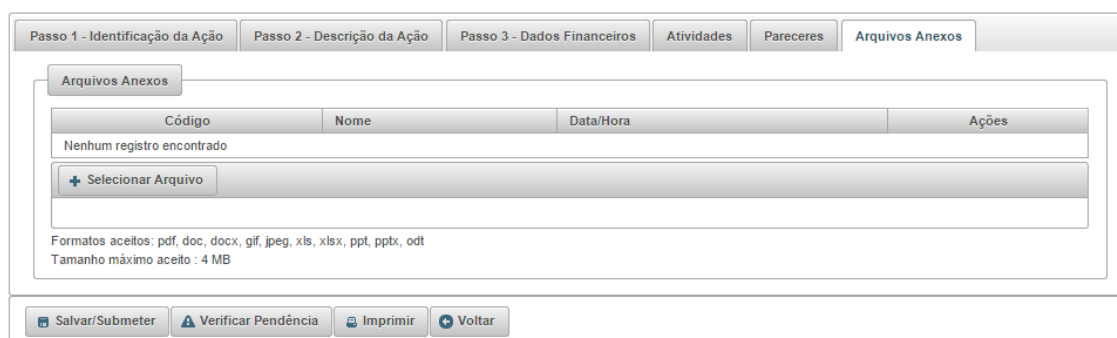 Passo 1 - Identificação da Ação Passo 2 - Descrição da Ação Passo 3 - Dados Financeiros Atividades Pareceres Arquivos Anexos
Arquivos Anexos
Código Nome Data/Hora Ações
Nenhum registro encontrado
Selecionar Arquivo
Formatos aceitos: pdf, doc, docx, gif, jpeg, xls, xlsx, ppt, pptx, odt
Tamanho máximo aceito : 4 MB
Salvar/Submeter Verificar Pendência Imprimir Voltar